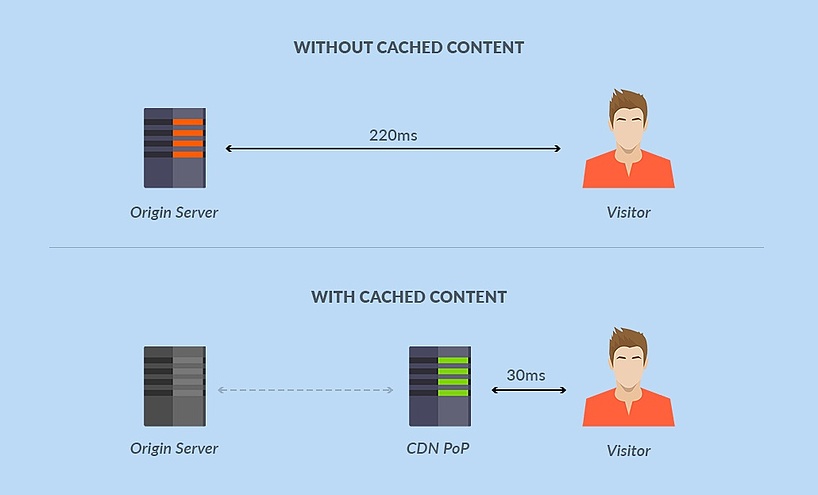 WITHOUT CACHED CONTENT
220ms
Origin Server
Visitor
WITH CACHED CONTENT
30ms
Origin Server
CDN PoP
Visitor